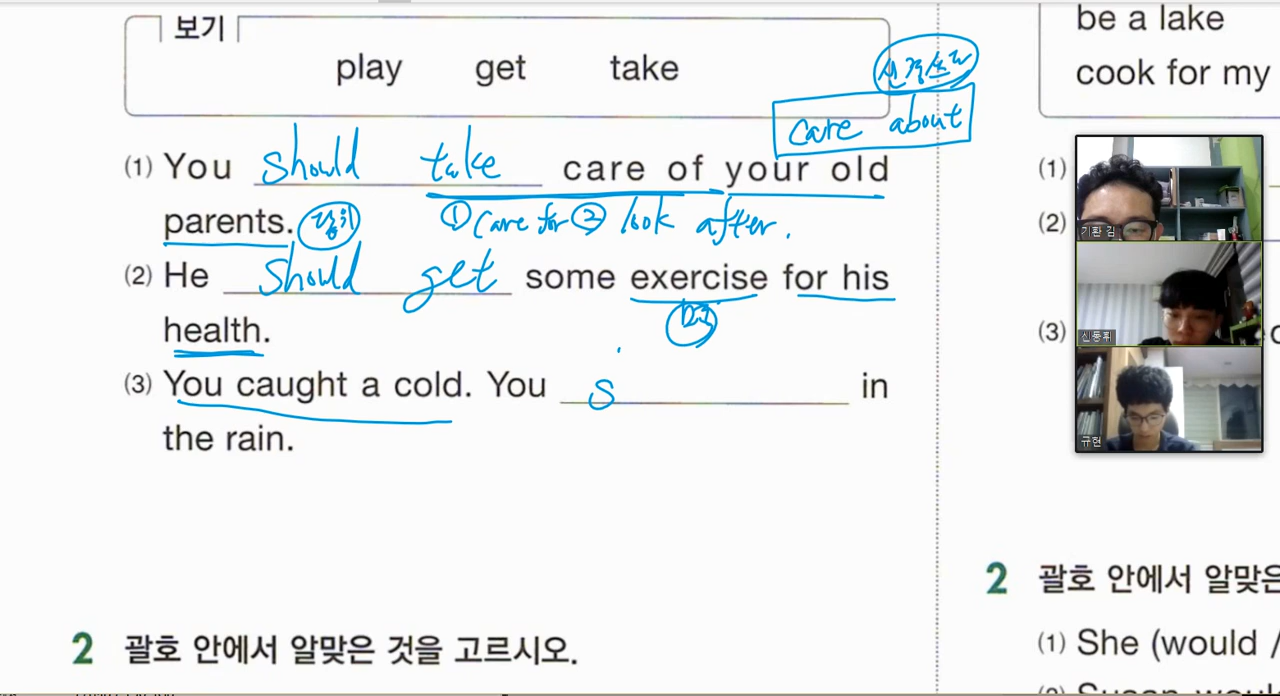 보기
play get take
신경쓰다
care about
(1) You should take care of your old
parents.
① care for ② look after.
(2) He should get some exercise for his
health.
(3) You caught a cold. You s in
the rain.
2 괄호 안에서 알맞은 것을 고르시오.
be a lake
cook for my
(1)
기환 김
(2)
신동휘
(3)
규현
2 괄호 안에서 알맞은
(1) She (would /